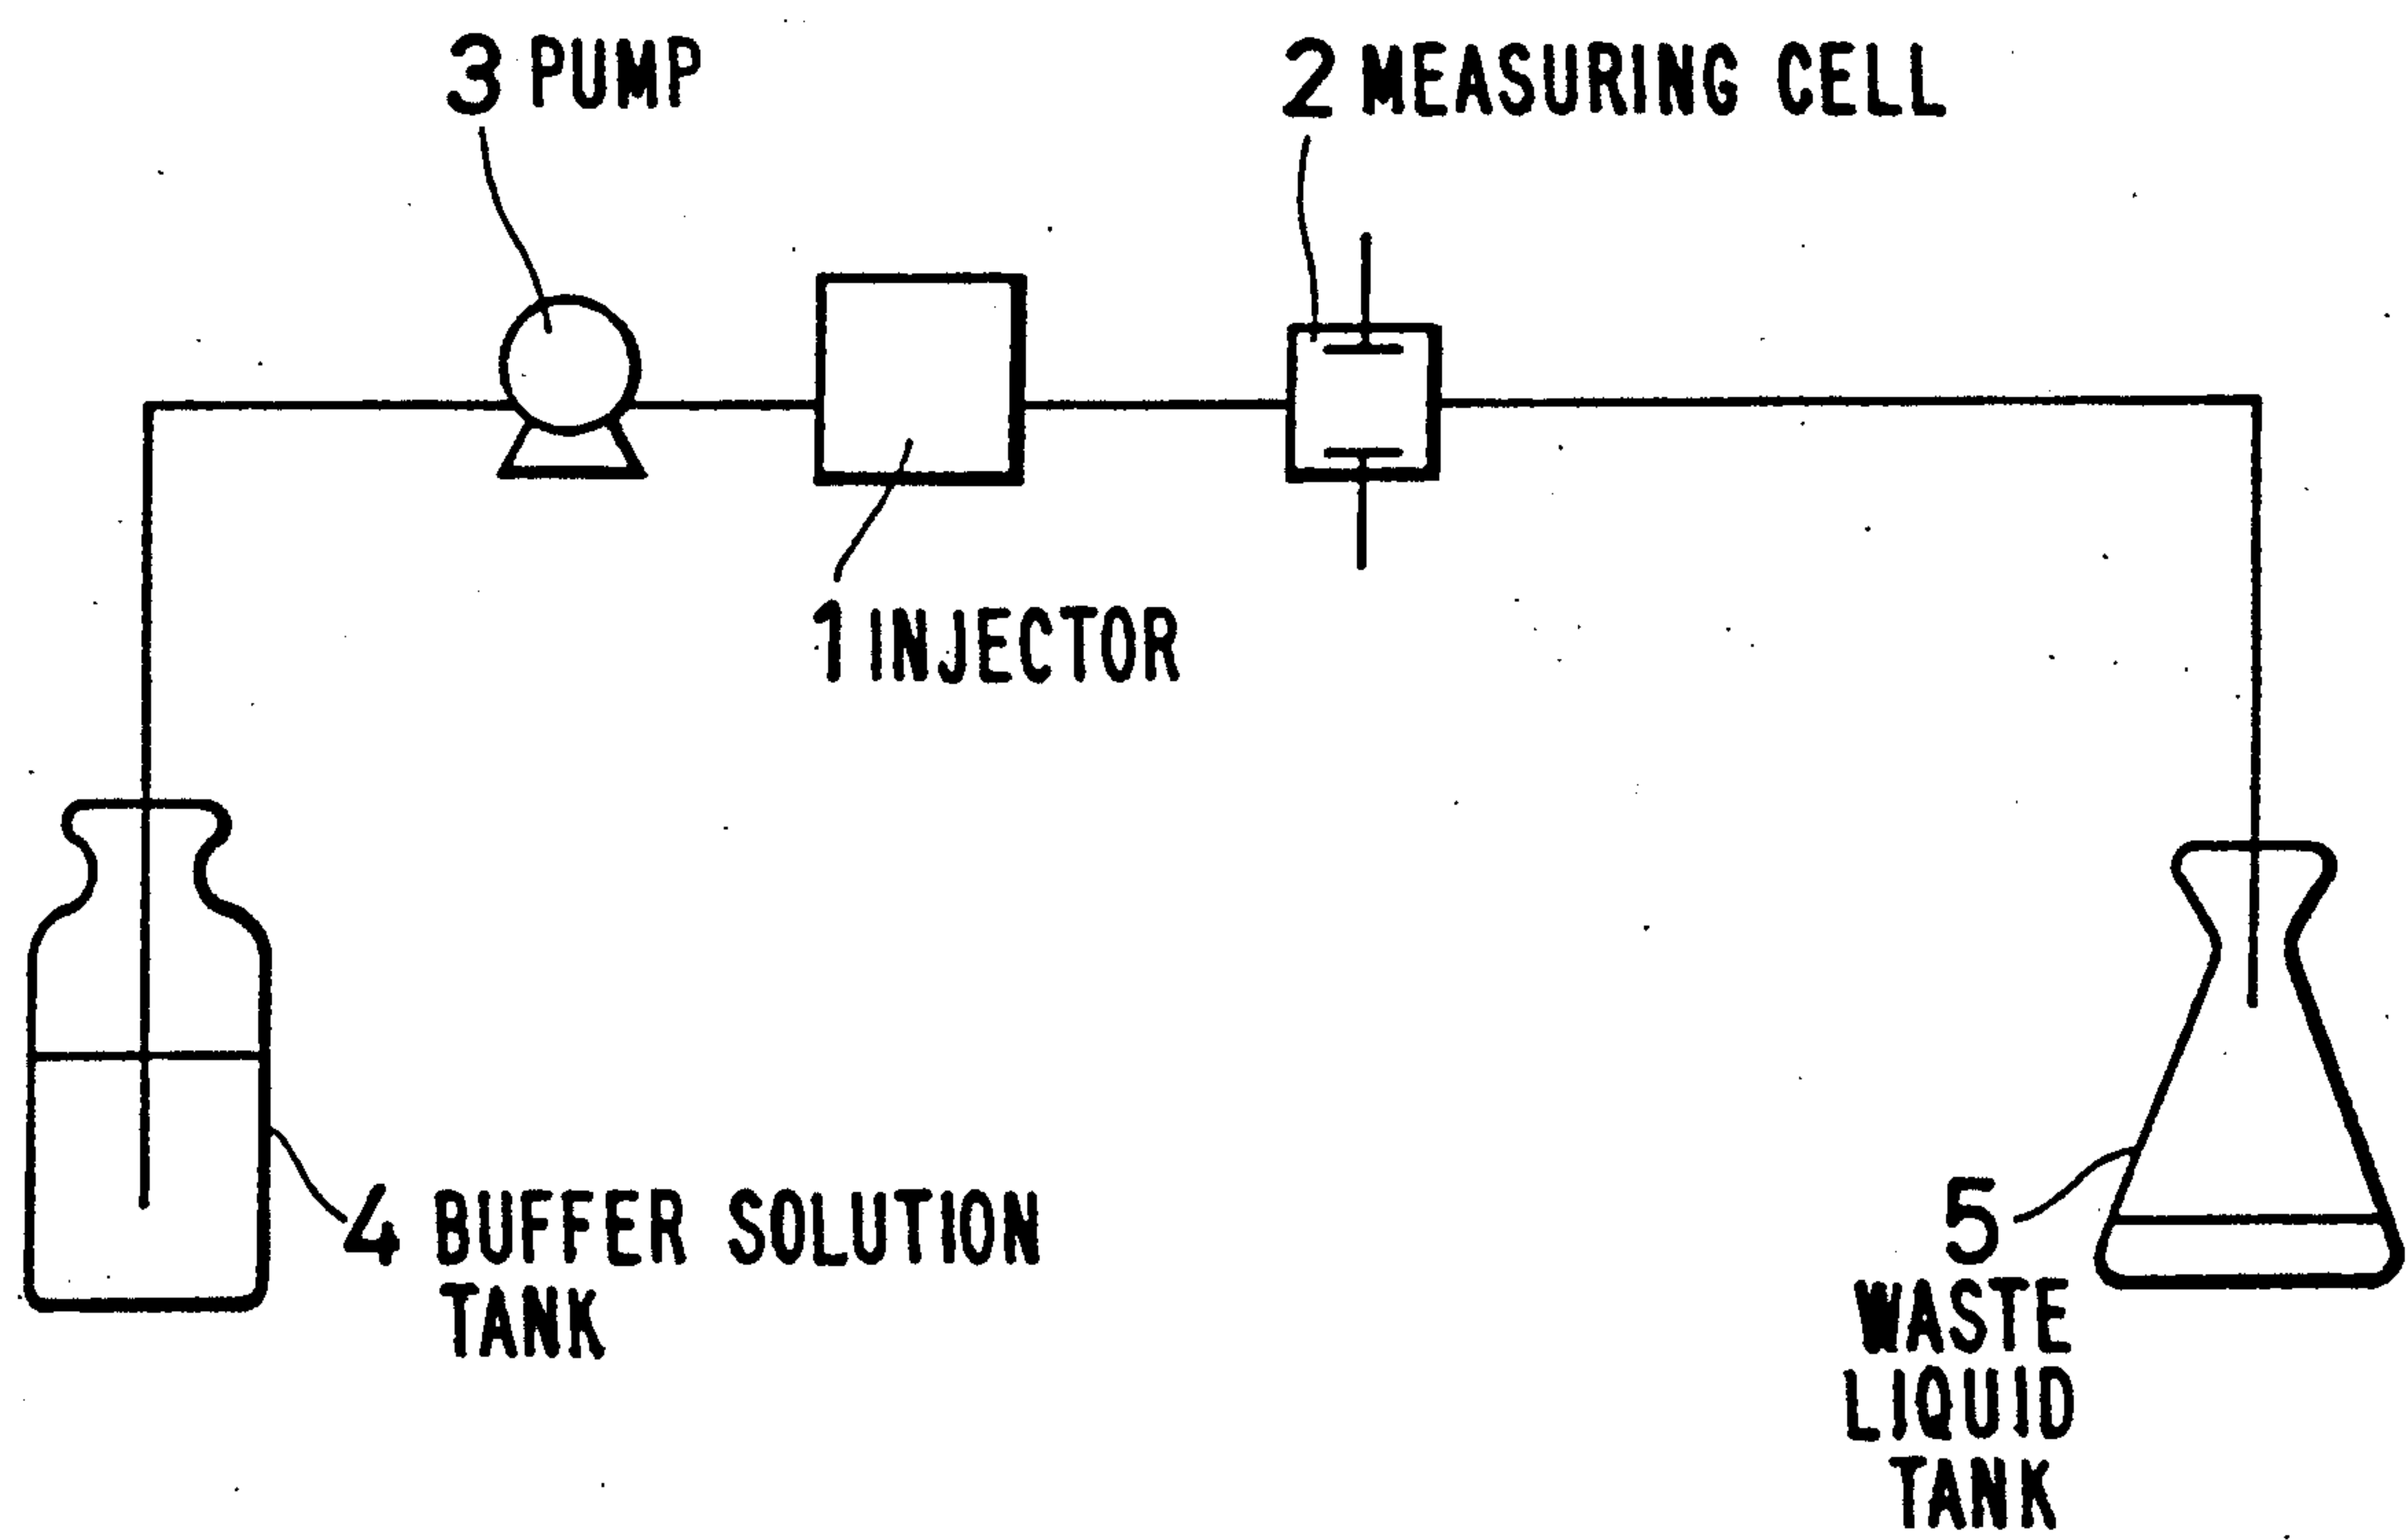 3 PUMP
2 MEASURING CELL
1 INJECTOR
4 BUFFER SOLUTION
TANK
5
WASTE
LIQUID
TANK